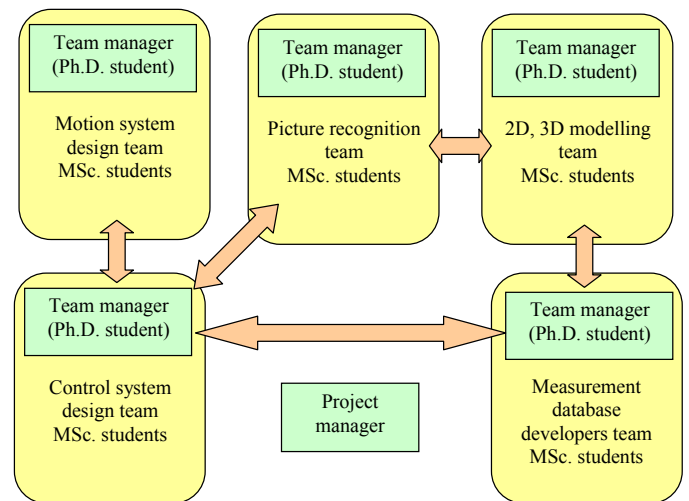 Team manager
(Ph.D. student)
Motion system
design team
MSc. students
Team manager
(Ph.D. student)
Picture recognition
team
MSc. students
Team manager
(Ph.D. student)
2D, 3D modelling
team
MSc. students
Team manager
(Ph.D. student)
Control system
design team
MSc. students
Project
manager
Team manager
(Ph.D. student)
Measurement
database
developers team
MSc. students